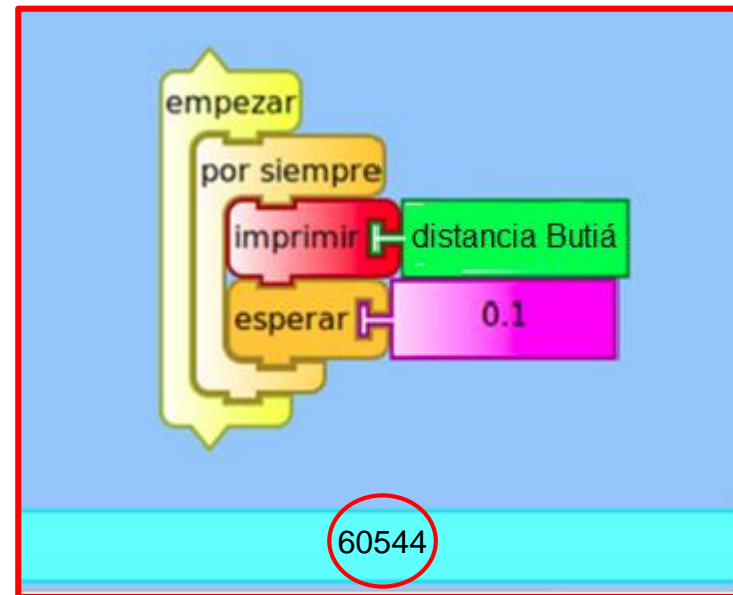 empezar
por siempre
imprimir distancia Butiá
esperar 0.1
60544